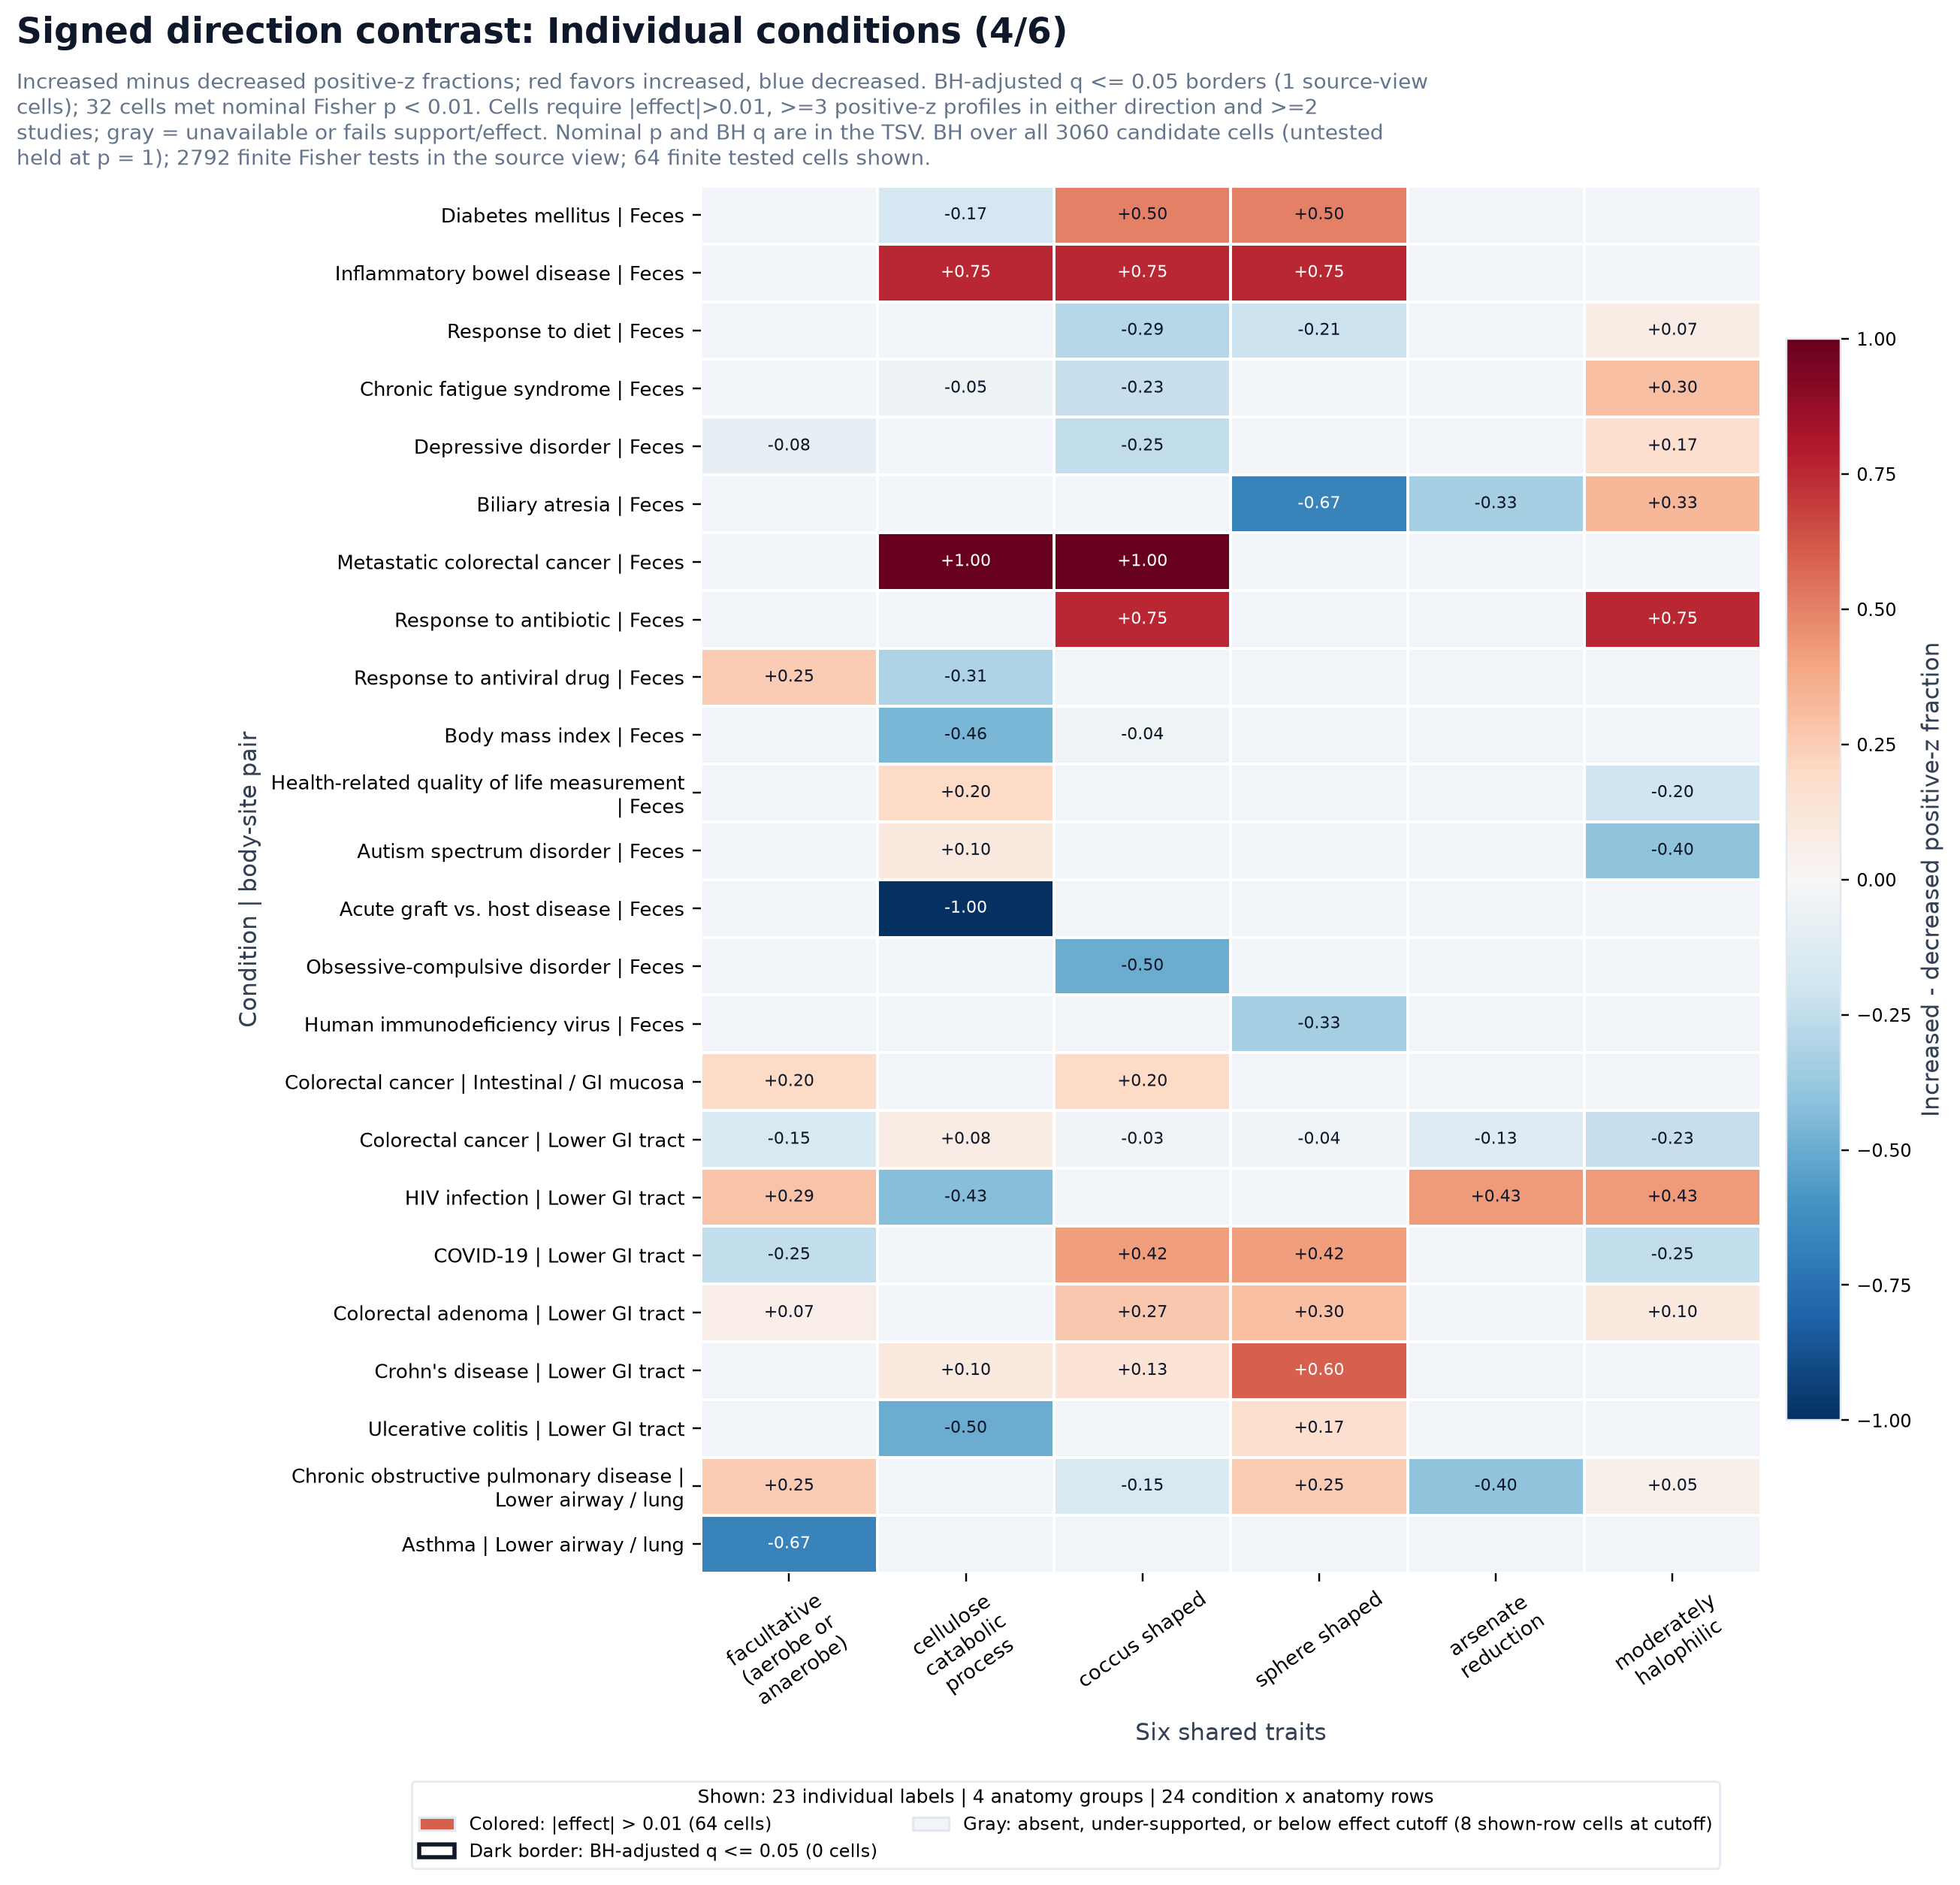 Signed direction contrast: Individual conditions (4/6)
Increased minus decreased positive-z fractions; red favors increased, blue decreased. BH-adjusted q <= 0.05 borders (1 source-view
cells); 32 cells met nominal Fisher p < 0.01. Cells require |effect|>0.01, >=3 positive-z profiles in either direction and >=2
studies; gray = unavailable or fails support/effect. Nominal p and BH q are in the TSV. BH over all 3060 candidate cells (untested
held at p = 1); 2792 finite Fisher tests in the source view; 64 finite tested cells shown.
Condition | body-site pair
Diabetes mellitus | Feces -0.17 +0.50 +0.50
Inflammatory bowel disease | Feces +0.75 +0.75 +0.75
Response to diet | Feces -0.29 -0.21 +0.07
Chronic fatigue syndrome | Feces -0.05 -0.23 +0.30
Depressive disorder | Feces -0.08 -0.25 +0.17
Biliary atresia | Feces -0.67 -0.33 +0.33
Metastatic colorectal cancer | Feces +1.00 +1.00
Response to antibiotic | Feces +0.75 +0.75
Response to antiviral drug | Feces +0.25 -0.31
Body mass index | Feces -0.46 -0.04
Health-related quality of life measurement
| Feces +0.20 -0.20
Autism spectrum disorder | Feces +0.10 -0.40
Acute graft vs. host disease | Feces -1.00
Obsessive-compulsive disorder | Feces -0.50
Human immunodeficiency virus | Feces -0.33
Colorectal cancer | Intestinal / GI mucosa +0.20 +0.20
Colorectal cancer | Lower GI tract -0.15 +0.08 -0.03 -0.04 -0.13 -0.23
HIV infection | Lower GI tract +0.29 -0.43 +0.43 +0.43
COVID-19 | Lower GI tract -0.25 +0.42 +0.42 -0.25
Colorectal adenoma | Lower GI tract +0.07 +0.27 +0.30 +0.10
Crohn's disease | Lower GI tract +0.10 +0.13 +0.60
Ulcerative colitis | Lower GI tract -0.50 +0.17
Chronic obstructive pulmonary disease |
Lower airway / lung +0.25 -0.15 +0.25 -0.40 +0.05
Asthma | Lower airway / lung -0.67
facultative
(aerobe or
anaerobe)
cellulose
catabolic
process
coccus shaped
sphere shaped
arsenate
reduction
moderately
halophilic
Six shared traits
1.00
0.75
0.50
0.25
0.00
−0.25
−0.50
−0.75
−1.00
Increased - decreased positive-z fraction
Shown: 23 individual labels | 4 anatomy groups | 24 condition x anatomy rows
Colored: |effect| > 0.01 (64 cells)
Gray: absent, under-supported, or below effect cutoff (8 shown-row cells at cutoff)
Dark border: BH-adjusted q <= 0.05 (0 cells)